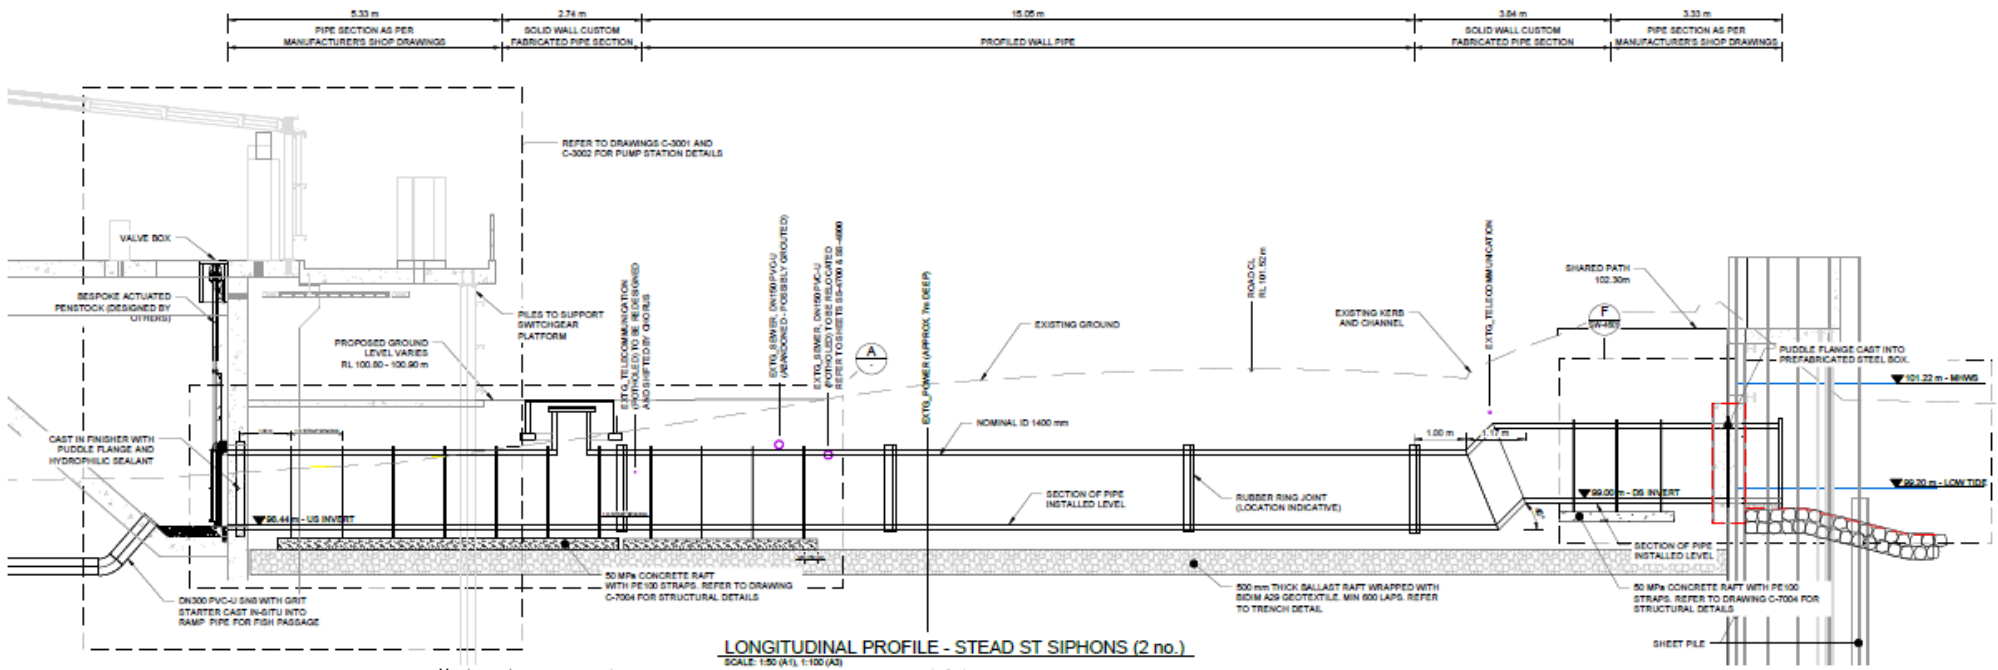 5.33 m
2.74 m
15.05 m
3.84 m
3.33 m
PIPE SECTION AS PER
MANUFACTURER'S SHOP DRAWINGS
SOLID WALL CUSTOM
FABRICATED PIPE SECTION
PROFILED WALL PIPE
SOLID WALL CUSTOM
FABRICATED PIPE SECTION
PIPE SECTION AS PER
MANUFACTURER'S SHOP DRAWINGS
REFER TO DRAWINGS C-3001 AND
C-3002 FOR PUMP STATION DETAILS
VALVE BOX
BESPOKE ACTUATED
PENSTOCK (DESIGNED BY
OTHERS)
PILES TO SUPPORT
SWITCHGEAR
PLATFORM
PROPOSED GROUND
LEVEL VARIES
RL 100.80 - 100.90 m
EXTG_TELECOMMUNICATION
(POTHOLED) TO BE REDESIGNED
AND SHIFTED BY CHORUS
EXTG_SEWER, DN150 PVC-U
(ABANDONED - POSSIBLY GROUTED)
EXTG_SEWER, DN150 PVC-U
(POTHOLED) TO BE RELOCATED
REFER TO SHEETS SS-4700 &
A
EXTG_POWER (APPROX. 7m DEEP)
EXISTING GROUND
ROAD CL
RL 101.52 m
EXISTING KERB
AND CHANNEL
EXTG_TELECOMMUNICATION
SHARED PATH
102.30m
F
PUDDLE FLANGE CAST INTO
PREFABRICATED STEEL BOX.
101.22 m - MHWS
CAST IN FINISHER WITH
PUDDLE FLANGE AND
HYDROPHILIC SEALANT
NOMINAL ID 1400 mm
1.00 m
1.17 m
98.44 m - US INVERT
SECTION OF PIPE
INSTALLED LEVEL
RUBBER RING JOINT
(LOCATION INDICATIVE)
99.00 m - DS INVERT
99.20 m - LOW TIDE
SECTION OF PIPE
INSTALLED LEVEL
DN300 PVC-U SN8 WITH GRIT
STARTER CAST IN-SITU INTO
RAMP PIPE FOR FISH PASSAGE
50 MPa CONCRETE RAFT
WITH PE100 STRAPS. REFER TO DRAWING
C-7004 FOR STRUCTURAL DETAILS
500 mm THICK BALLAST RAFT WRAPPED WITH
BIDIM A29 GEOTEXTILE. MIN 600 LAPS. REFER
TO TRENCH DETAIL
50 MPa CONCRETE RAFT WITH PE100
STRAPS. REFER TO DRAWING C-7004 FOR
STRUCTURAL DETAILS
SHEET PILE
LONGITUDINAL PROFILE - STEAD ST SIPHONS (2 no.)
SCALE: 1:50 (A1), 1:100 (A3)